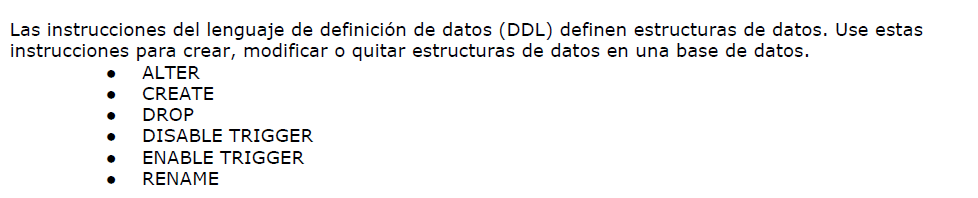 Las instrucciones del lenguaje de definición de datos (DDL) definen estructuras de datos. Use estas
instrucciones para crear, modificar o quitar estructuras de datos en una base de datos.
● ALTER
● CREATE
● DROP
● DISABLE TRIGGER
● ENABLE TRIGGER
● RENAME